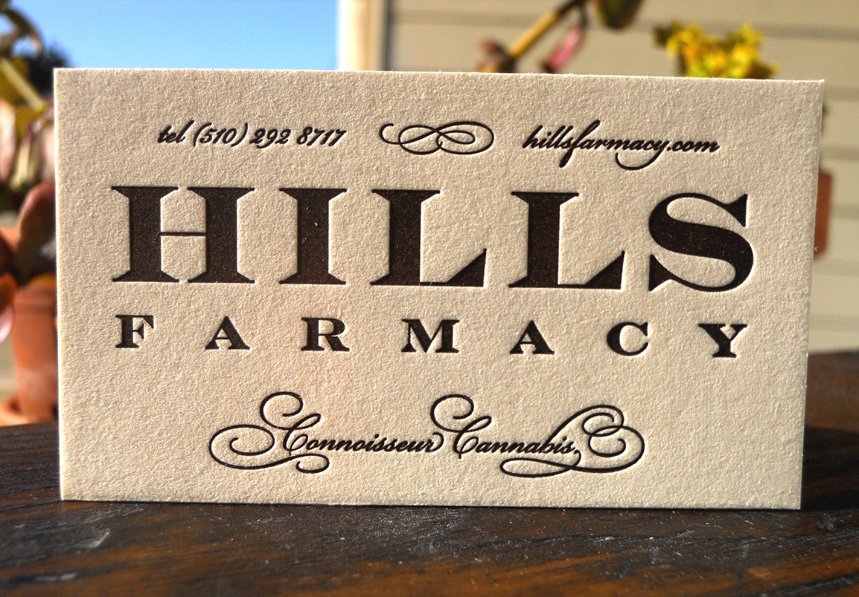 tel (510) 292 8717 hillsfarmacy.com
HILLS
FARMACY
Connoisseur Cannabis